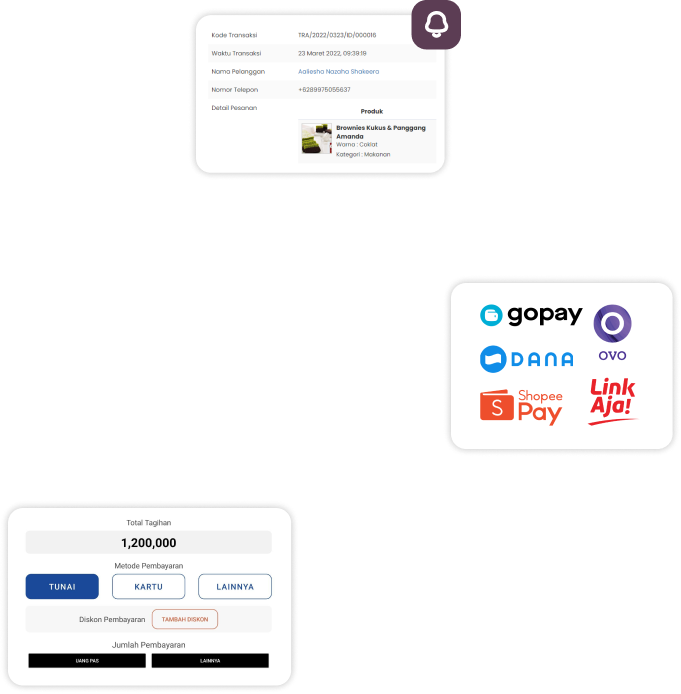 Kode Transaksi TRA/2022/0323/ID/000016
Waktu Transaksi 23 Maret 2022, 09:39:19
Nama Pelanggan Aaliesha Nazaha Shakeera
Nomor Telepon +6289975055637
Detail Pesanan
Produk
Brownies Kukus & Panggang
Amanda
Warna : Coklat
Kategori : Makanan
gopay
OVO
DANA
Shopee
Pay
Link
Aja!
Total Tagihan
1,200,000
Metode Pembayaran
TUNAI KARTU LAINNYA
Diskon Pembayaran TAMBAH DISKON
Jumlah Pembayaran
UANG PAS LAINNYA